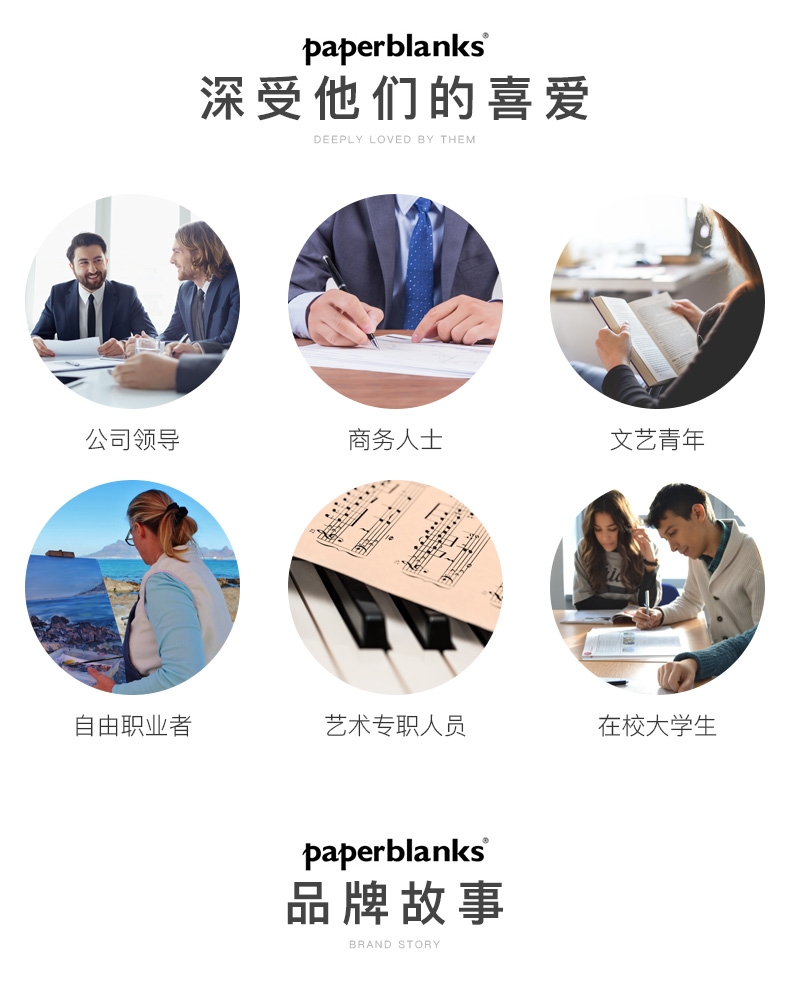 paperblanks®
深受他们的喜爱
DEEPLY LOVED BY THEM
公司领导
商务人士
文艺青年
自由职业者
艺术专职人员
在校大学生
paperblanks®
品牌故事
BRAND STORY